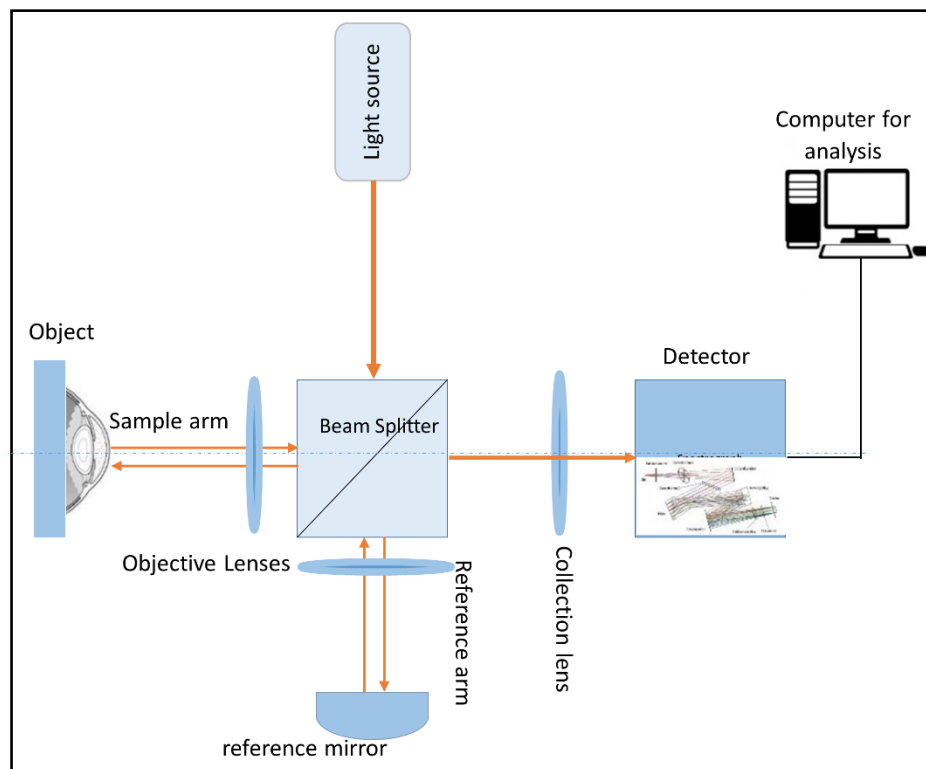 Light source
Computer for
analysis
Object
Detector
Sample arm
Beam Splitter
Objective Lenses
Reference arm
Collection lens
reference mirror